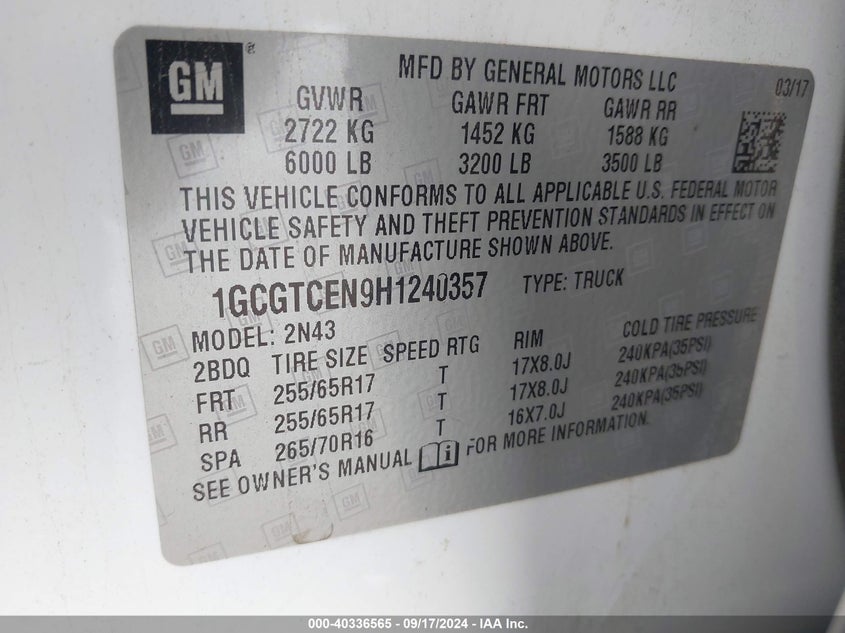 GM®
MFD BY GENERAL MOTORS LLC
03/17
GVWR GAWR FRT GAWR RR
2722 KG 1452 KG 1588 KG
6000 LB 3200 LB 3500 LB
THIS VEHICLE CONFORMS TO ALL APPLICABLE U.S. FEDERAL MOTOR
VEHICLE SAFETY AND THEFT PREVENTION STANDARDS IN EFFECT ON
THE DATE OF MANUFACTURE SHOWN ABOVE.
1GCGTCEN9H1240357 TYPE: TRUCK
MODEL: 2N43
2BDQ TIRE SIZE SPEED RTG RIM COLD TIRE PRESSURE
FRT 255/65R17 T 17X8.0J 240KPA(35PSI)
RR 255/65R17 T 17X8.0J 240KPA(35PSI)
SPA 265/70R16 T 16X7.0J 240KPA(35PSI)
SEE OWNER'S MANUAL i FOR MORE INFORMATION.
000-40336565 - 09/17/2024 - IAA Inc.